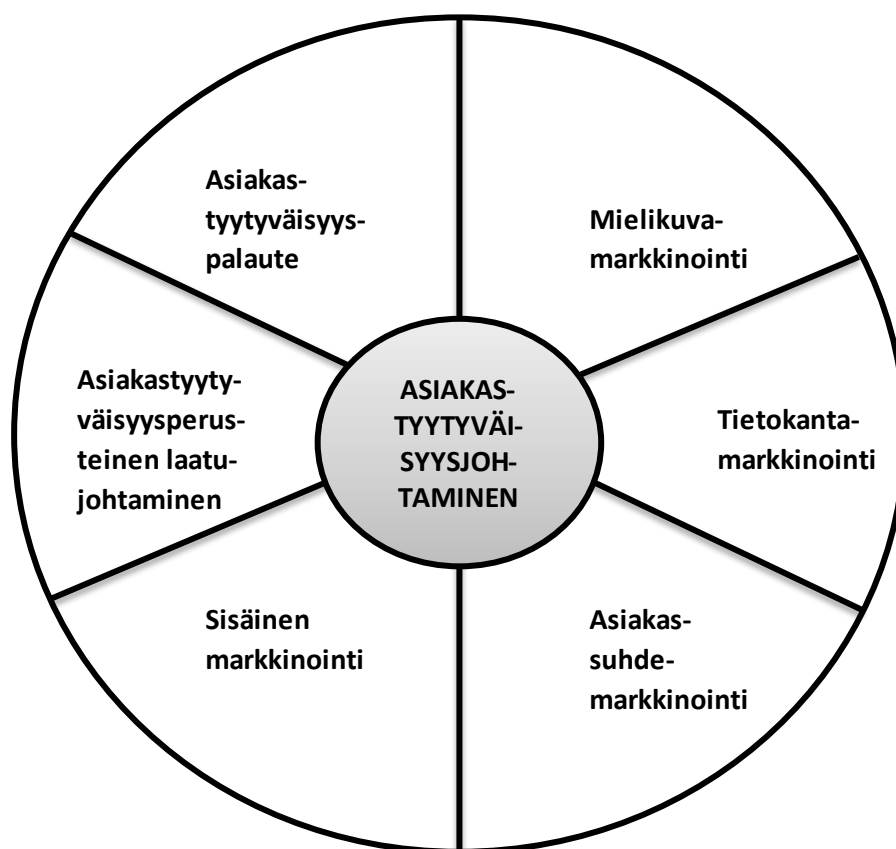 Asiakas-
tyytyväisyys-
palaute
Mielikuva-
markkinointi
Asiakastyyty-
väisyysperus-
teinen laatu-
johtaminen
ASIAKAS-
TYYTYVÄI-
SYYSJOH-
TAMINEN
Tietokanta-
markkinointi
Sisäinen
markkinointi
Asiakas-
suhde-
markkinointi